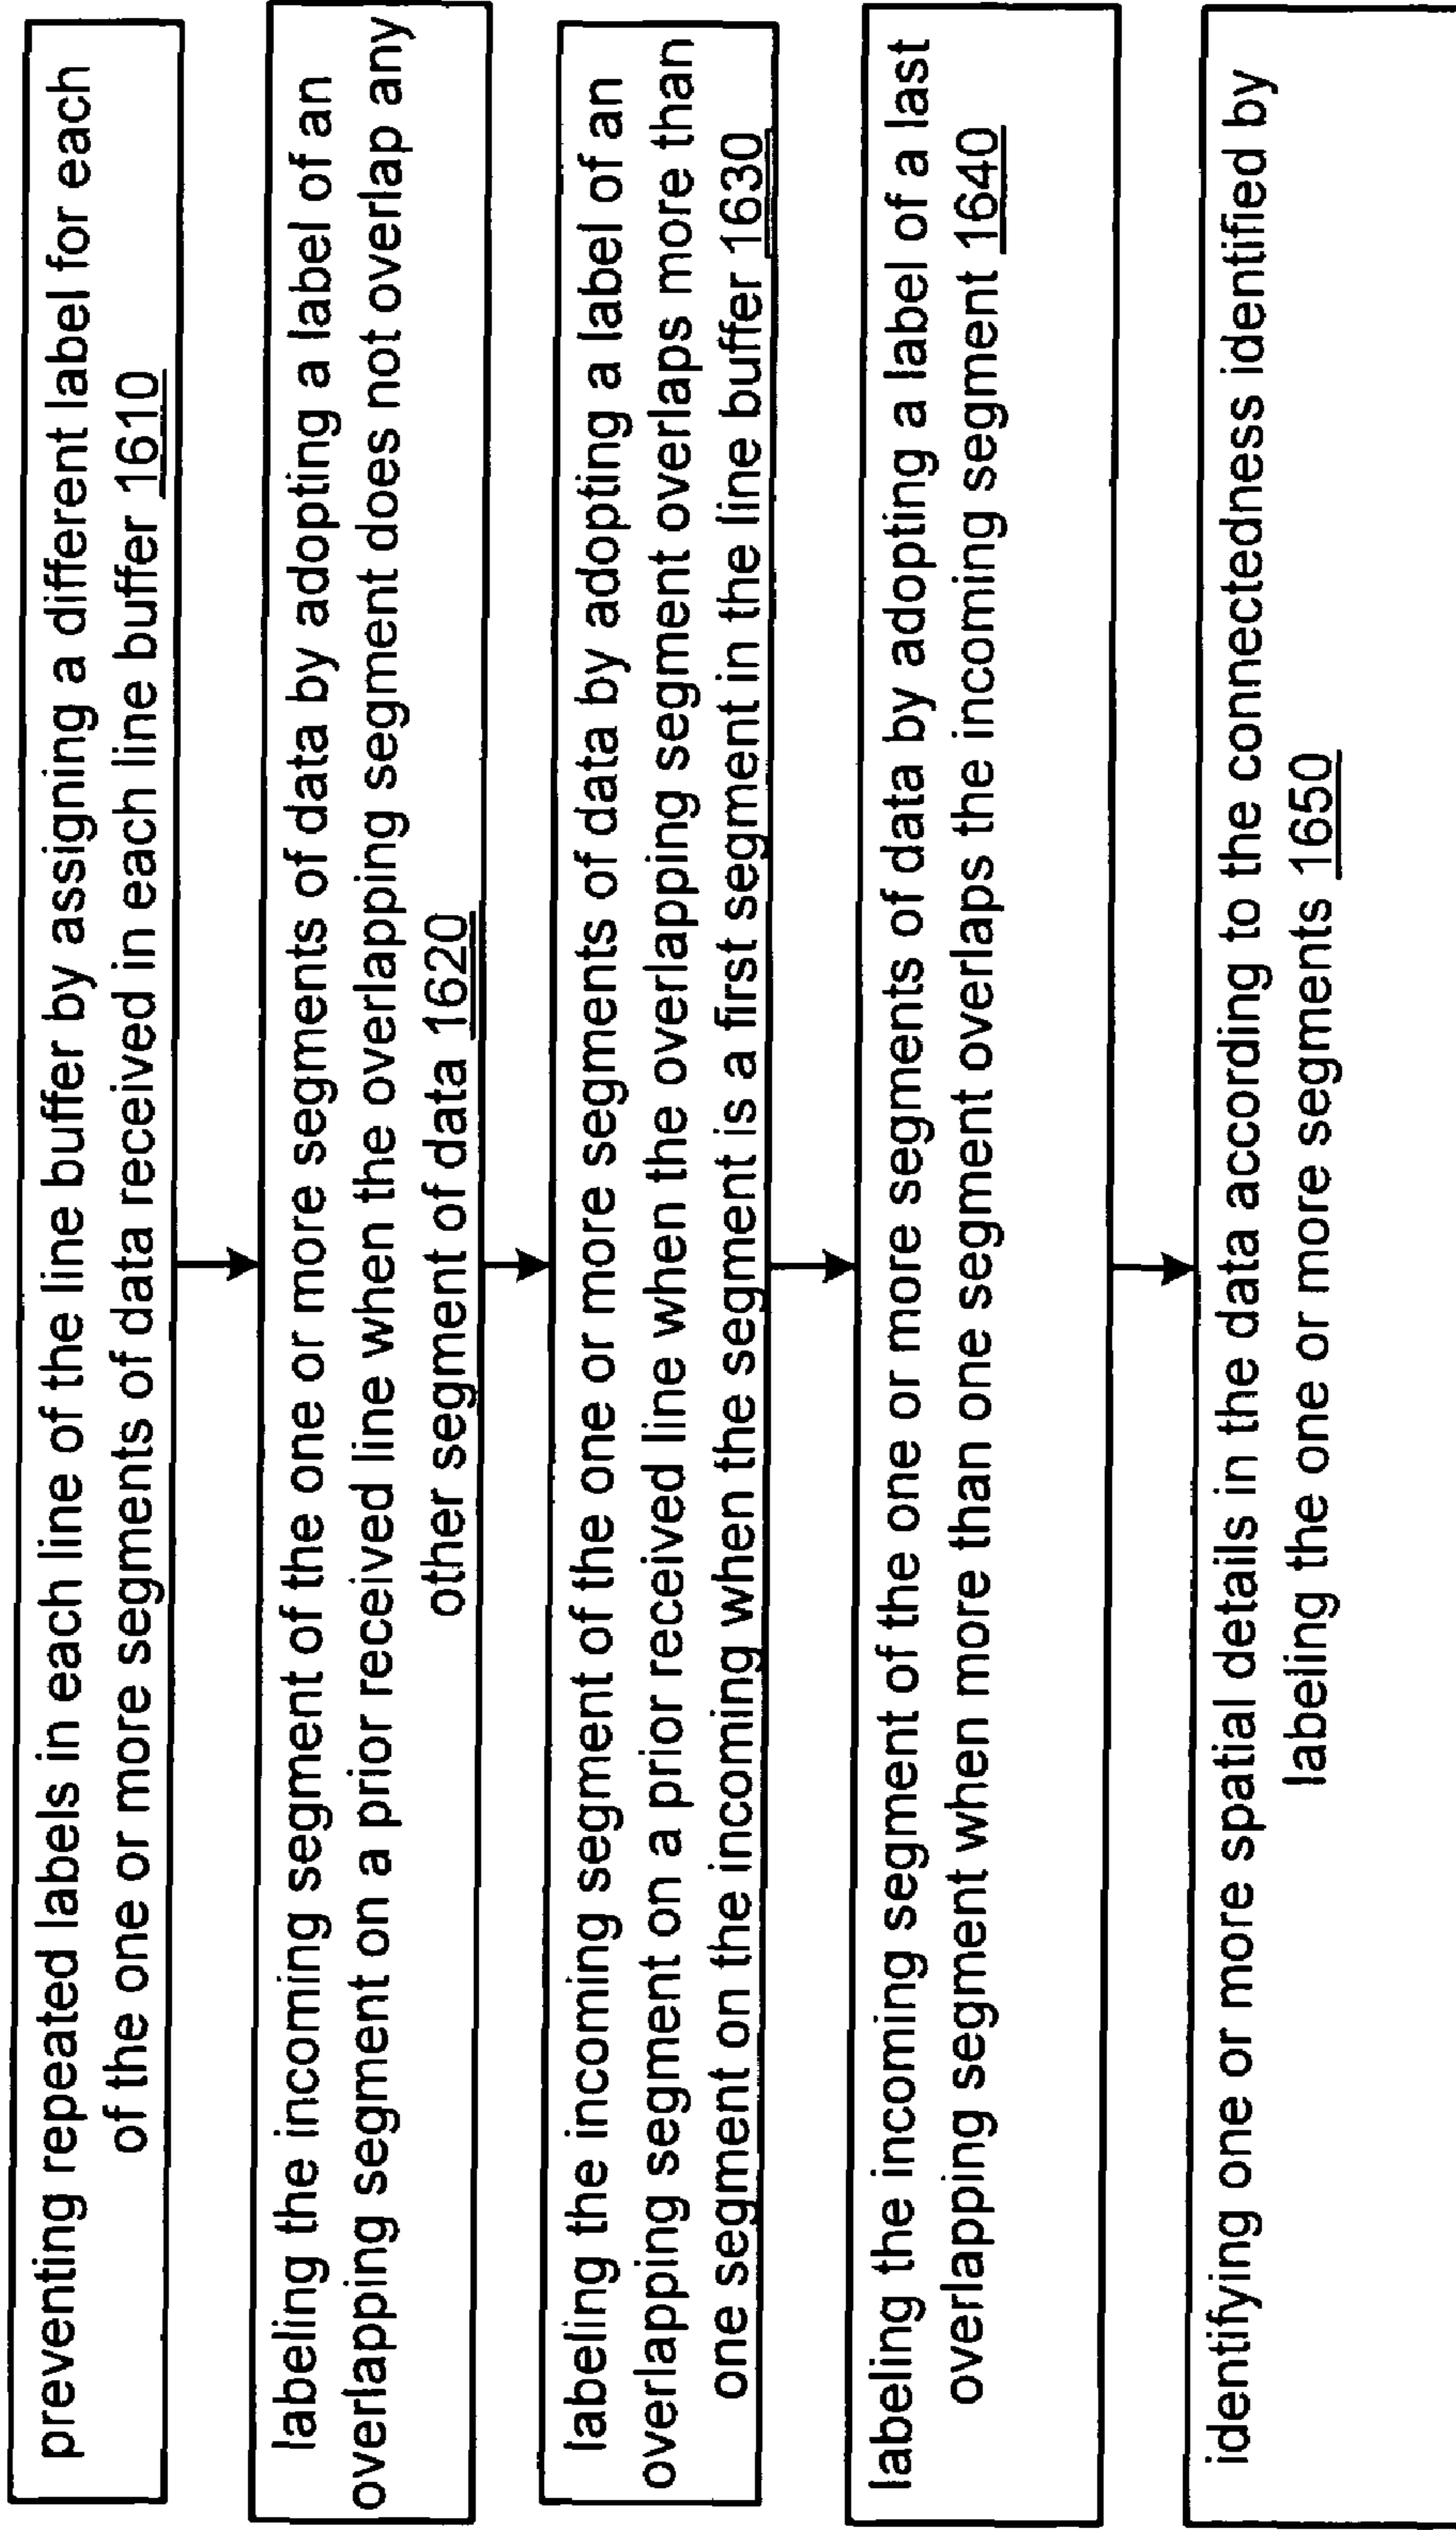 preventing repeated labels in each line of the line buffer by assigning a different label for each
of the one or more segments of data received in each line buffer 1610
labeling the incoming segment of the one or more segments of data by adopting a label of an
overlapping segment on a prior received line when the overlapping segment does not overlap any
other segment of data 1620
labeling the incoming segment of the one or more segments of data by adopting a label of an
overlapping segment on a prior received line when the overlapping segment overlaps more than
one segment on the incoming when the segment is a first segment in the line buffer 1630
labeling the incoming segment of the one or more segments of data by adopting a label of a last
overlapping segment when more than one segment overlaps the incoming segment 1640
identifying one or more spatial details in the data according to the connectedness identified by
labeling the one or more segments 1650